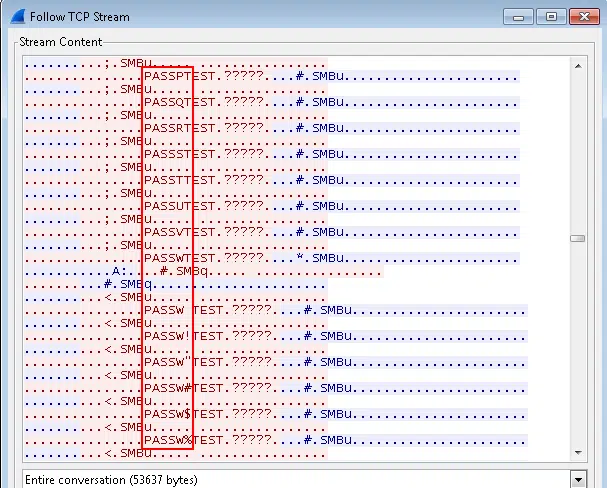 Follow TCP Stream
Stream Content
..........;.SMBu......................
...............PASSPTEST.?????....#.SMBu......................
..........;.SMBu......................
...............PASSQTEST.?????....#.SMBu......................
..........;.SMBu......................
...............PASSRTEST.?????....#.SMBu......................
..........;.SMBu......................
...............PASSSTEST.?????....#.SMBu......................
..........;.SMBu......................
...............PASSTTEST.?????....#.SMBu......................
..........;.SMBu......................
...............PASSUTEST.?????....#.SMBu......................
..........;.SMBu......................
...............PASSVTEST.?????....#.SMBu......................
..........;.SMBu......................
...............PASSWTEST.?????....*.SMBu......................
...........A:....#.SMBq......................
..........#.SMBq......................
..........<.SMBu......................
...............PASSW TEST.?????....#.SMBu......................
..........<.SMBu......................
...............PASSW!TEST.?????....#.SMBu......................
..........<.SMBu......................
...............PASSW"TEST.?????....#.SMBu......................
..........<.SMBu......................
...............PASSW#TEST.?????....#.SMBu......................
..........<.SMBu......................
...............PASSW$TEST.?????....#.SMBu......................
..........<.SMBu......................
...............PASSW%TEST.?????....#.SMBu......................
..........<.SMBu......................
Entire conversation (53637 bytes)